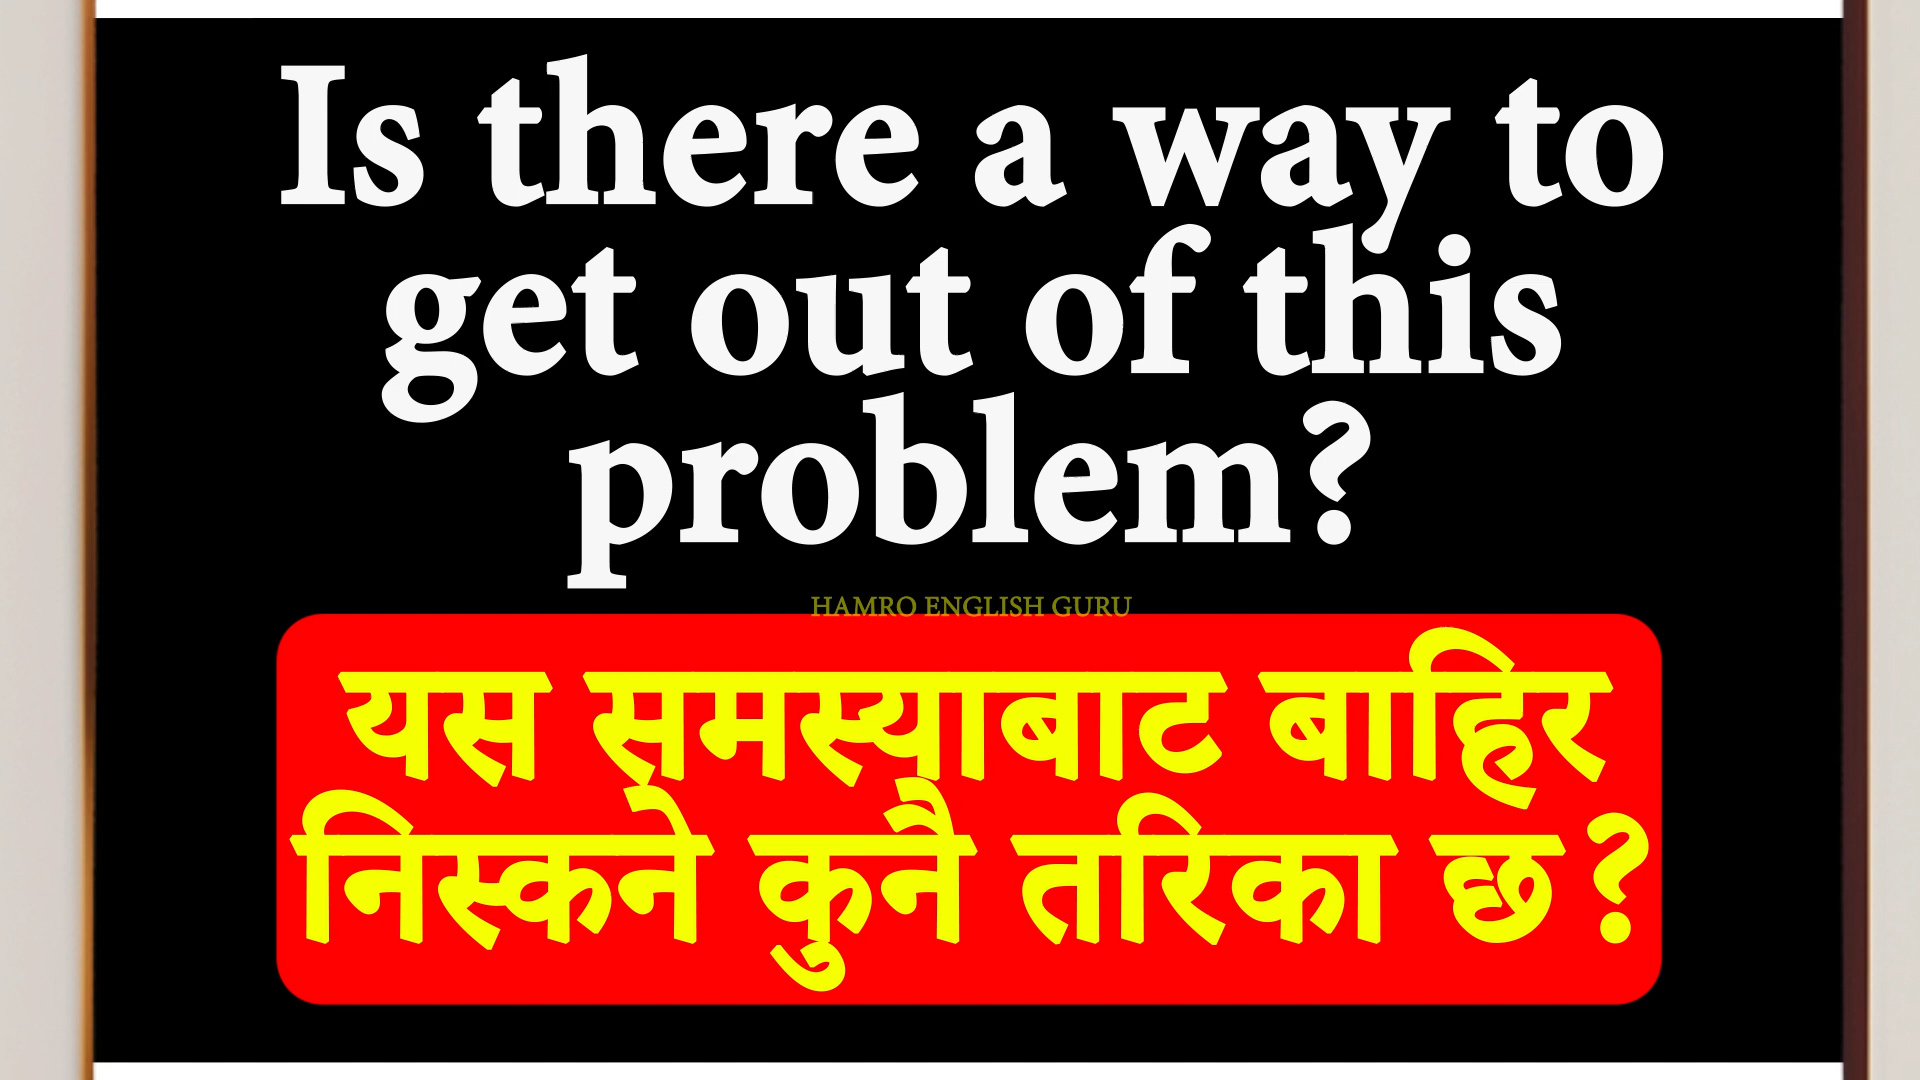 Is there a way to
get out of this
problem?
HAMRO ENGLISH GURU
यस समस्याबाट बाहिर
निस्कने कुनै तरिका छ?